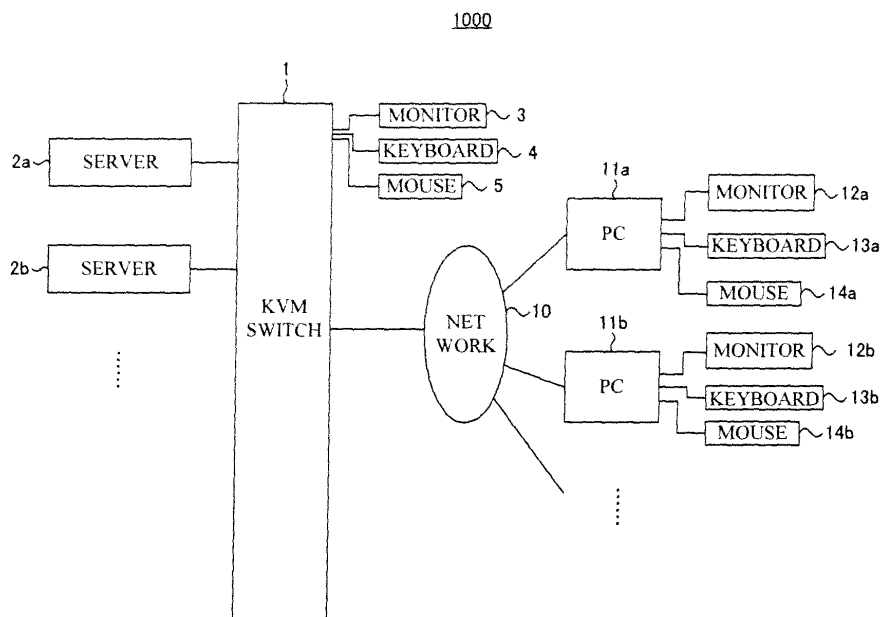 1000
1
MONITOR 3
KEYBOARD 4
MOUSE 5
2a SERVER
2b SERVER
KVM
SWITCH
NET
WORK
10
11a
PC
MONITOR 12a
KEYBOARD 13a
MOUSE 14a
11b
PC
MONITOR 12b
KEYBOARD 13b
MOUSE 14b